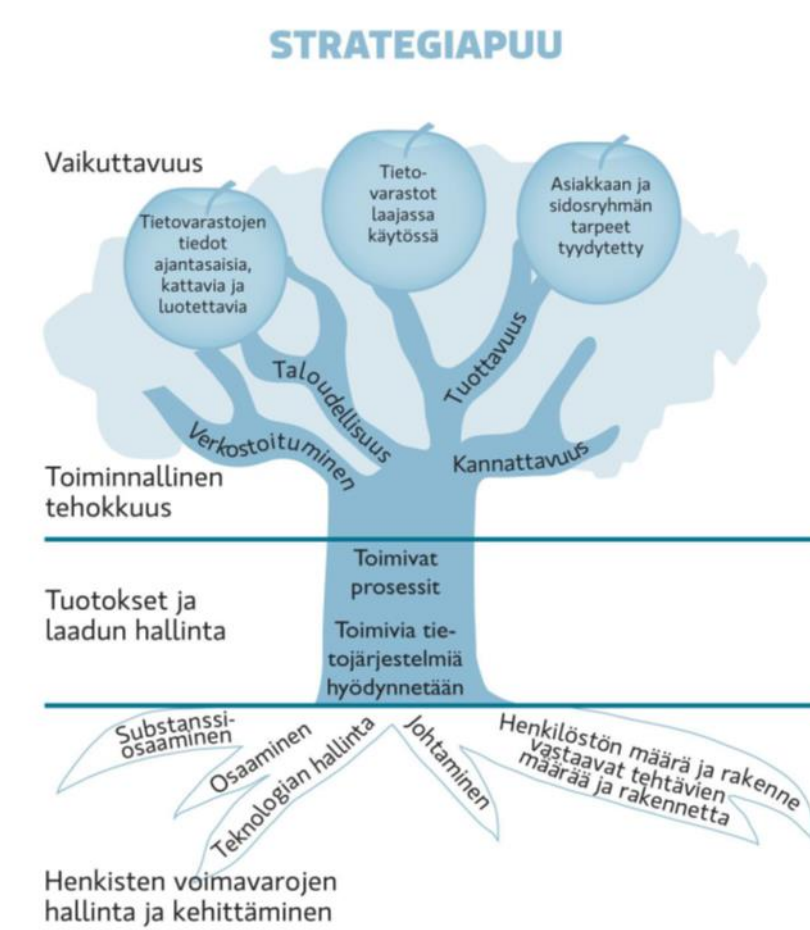 STRATEGIAPUU
Vaikuttavuus
Tietovarastojen
tiedot
ajantasaisia,
kattavia ja
luotettavia
Tieto-
varastot
laajassa
käytössä
Asiakkaan ja
sidosryhmän
tarpeet
tyydytetty
Verkostoituminen
Taloudellisuus
Tuottavuus
Kannattavuus
Toiminnallinen
tehokkuus
Toimivat
prosessit
Toimivia tie-
tojärjestelmiä
hyödynnetään
Tuotokset ja
laadun hallinta
Substanssi-
osaaminen
Osaaminen
Teknologian hallinta
Johtaminen
Henkilöstön määrä ja rakenne
vastaavat tehtävien
määrää ja rakennetta
Henkisten voimavarojen
hallinta ja kehittäminen